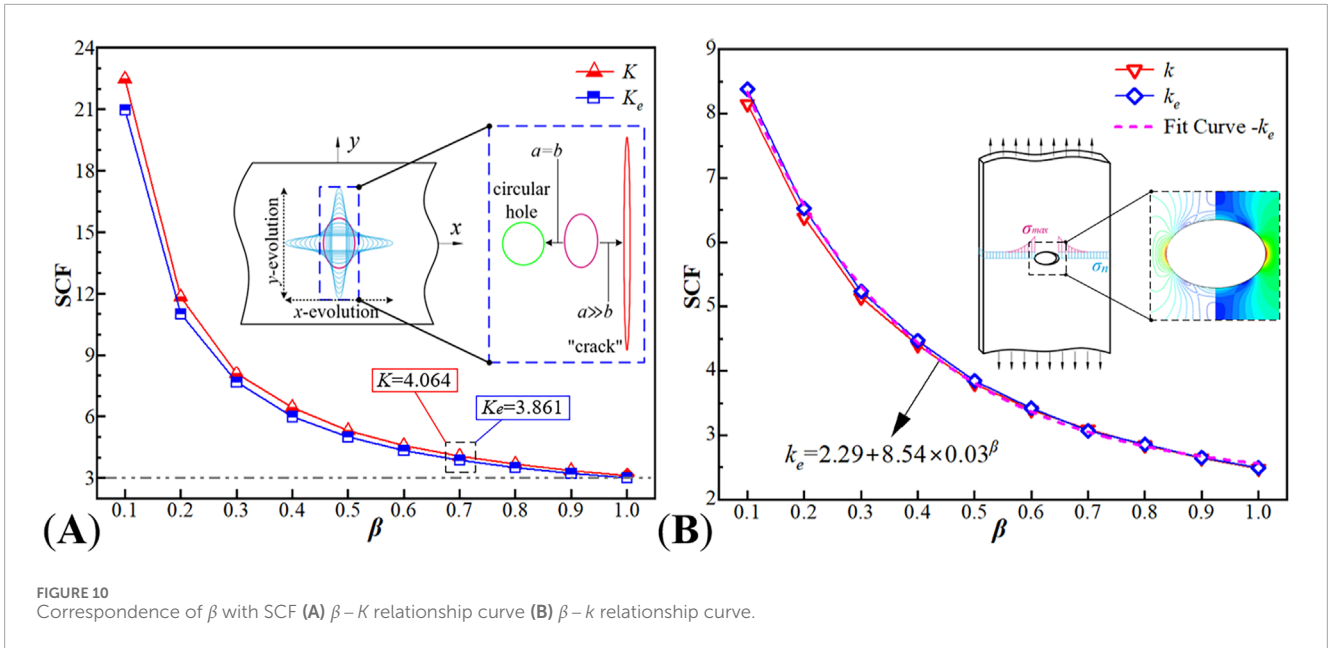 24
21
18
15
12
9
6
3
SCF
K
Kₑ
y
x
y-evolution
x-evolution
a=b
circular
hole
a≫b
"crack"
K=4.064
Ke=3.861
0.1 0.2 0.3 0.4 0.5 0.6 0.7 0.8 0.9 1.0
(A)
β
9
8
7
6
5
4
3
2
SCF
k
kₑ
Fit Curve -kₑ
σmax
σn
kₑ=2.29+8.54×0.03^β
0.1 0.2 0.3 0.4 0.5 0.6 0.7 0.8 0.9 1.0
(B)
β
FIGURE 10
Correspondence of β with SCF (A) β – K relationship curve (B) β – k relationship curve.